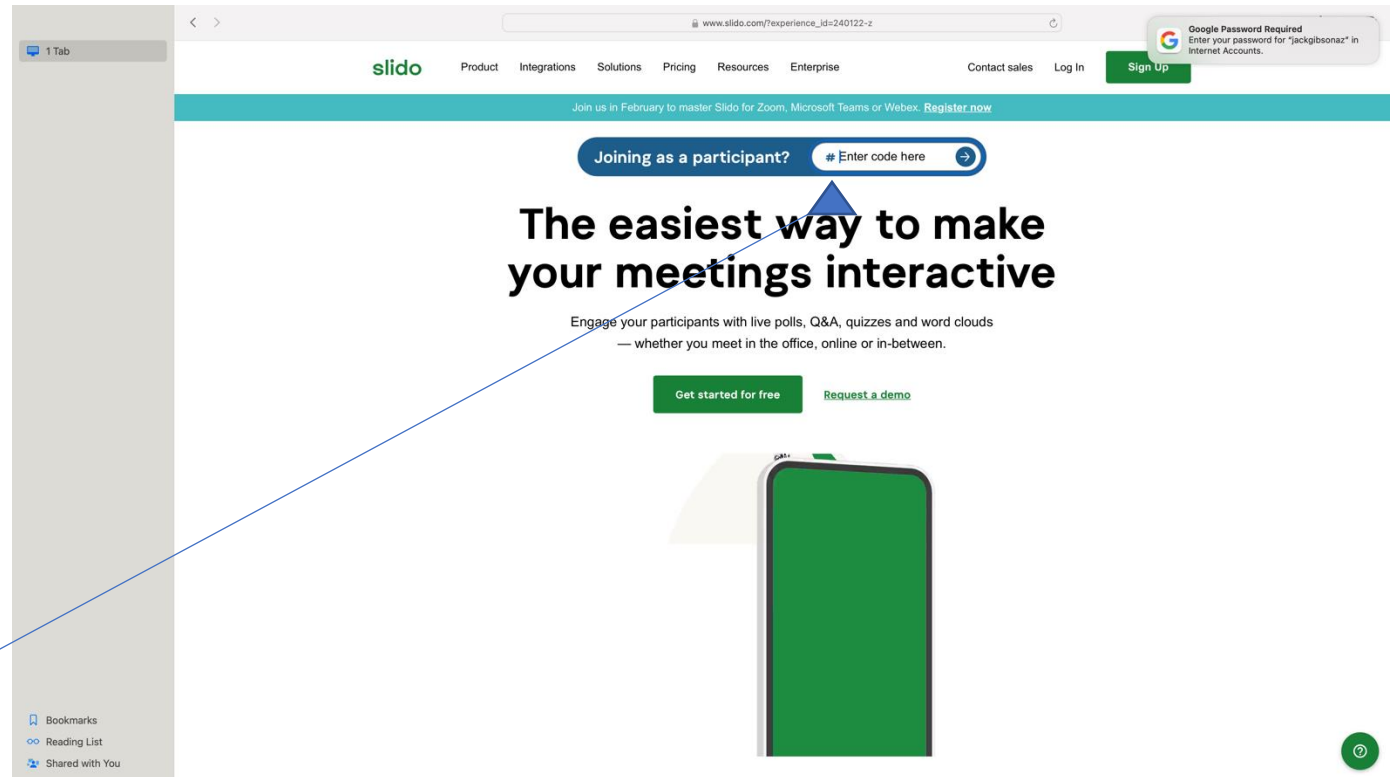 www.slido.com/?experience_id=240122-z
Google Password Required
Enter your password for "jackgibsonaz" in
Internet Accounts.
1 Tab
slido Product Integrations Solutions Pricing Resources Enterprise Contact sales Log In Sign Up
Join us in February to master Slido for Zoom, Microsoft Teams or Webex. Register now
Joining as a participant? # Enter code here
The easiest way to make
your meetings interactive
Engage your participants with live polls, Q&A, quizzes and word clouds
— whether you meet in the office, online or in-between.
Get started for free Request a demo
Bookmarks
Reading List
Shared with You